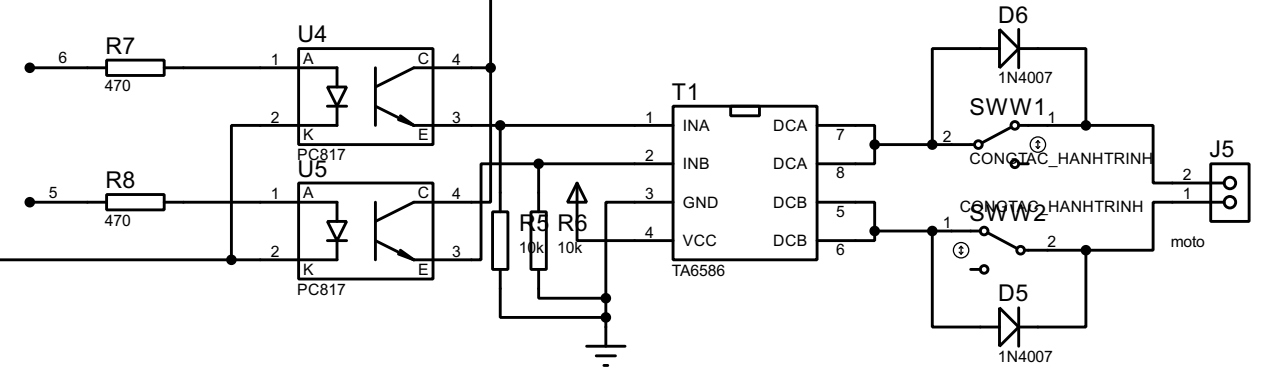 D6
1N4007
U4
6
R7
470
1
A
C
4
2
K
E
3
PC817
U5
5
R8
470
1
A
C
4
2
K
E
3
PC817
R5
10k
R6
10k
T1
1
INA
DCA
7
2
INB
DCA
8
3
GND
DCB
5
4
VCC
DCB
6
TA6586
SWW1
2
1
CONGTAC_HANHTRINH
CONGTAC_HANHTRINH
SWW2
1
2
D5
1N4007
J5
2
1
moto